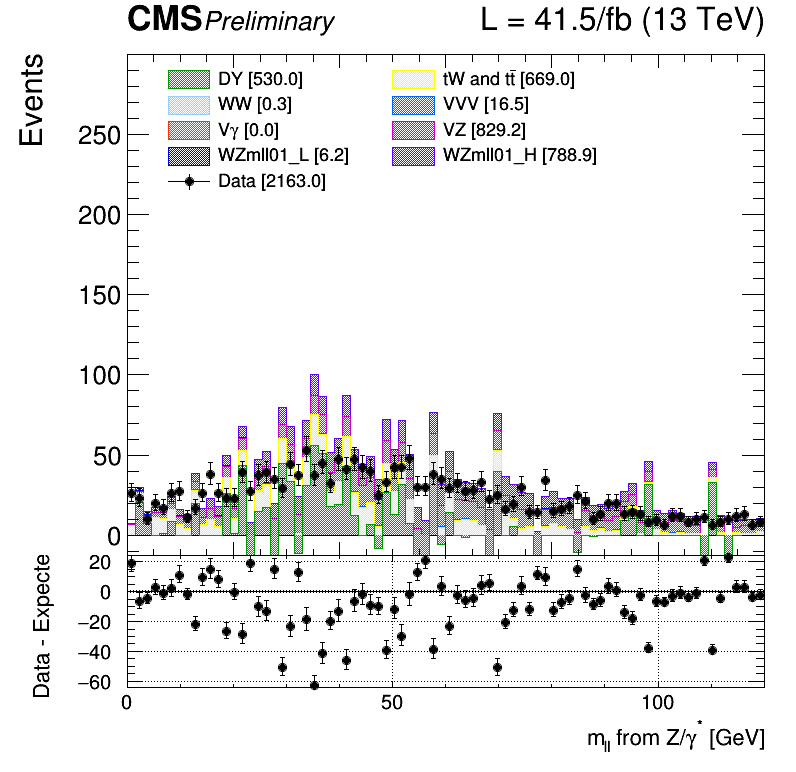 CMS Preliminary L = 41.5/fb (13 TeV)
Events
DY [530.0] tW and tt̄ [669.0]
WW [0.3] VVV [16.5]
Vγ [0.0] VZ [829.2]
WZmll01_L [6.2] WZmll01_H [788.9]
Data [2163.0]
250
200
150
100
50
0
Data - Expecte
20
0
−20
−40
−60
0 50 100
m_ll from Z/γ* [GeV]